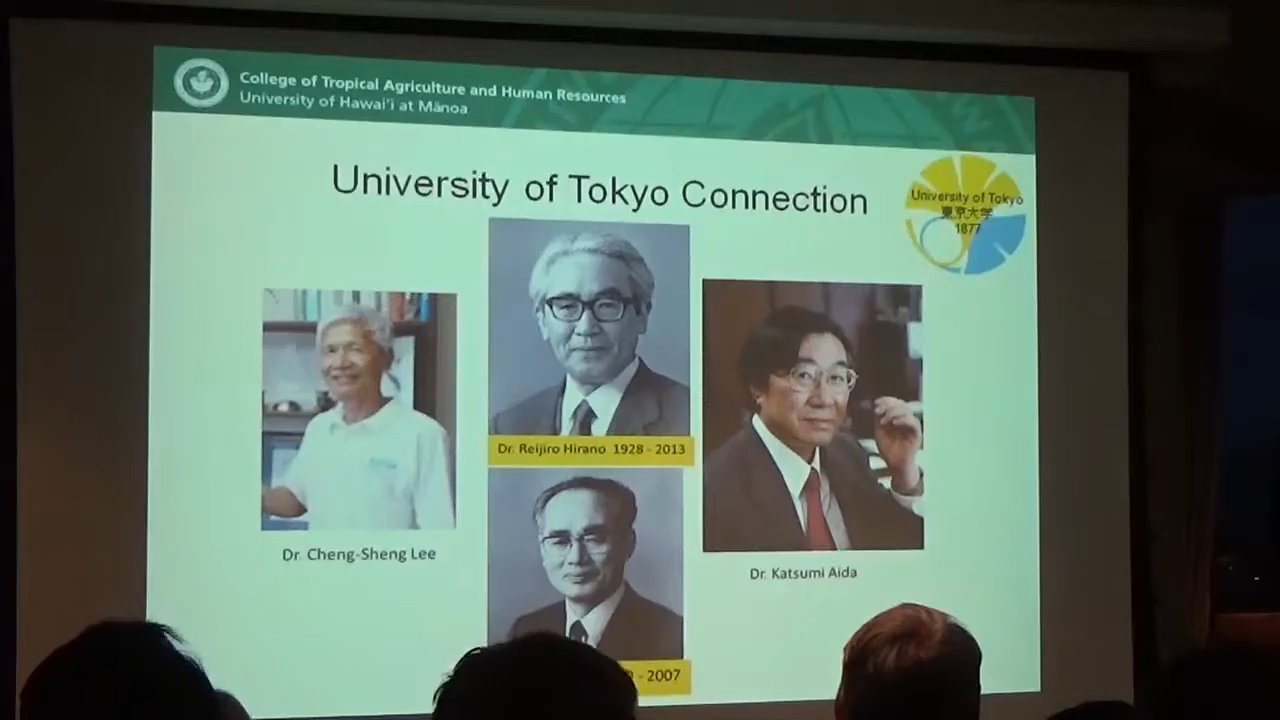 College of Tropical Agriculture and Human Resources
University of Hawai'i at Mānoa
University of Tokyo Connection
University of Tokyo
東京大学
1877
Dr. Reijiro Hirano 1928 - 2013
Dr. Cheng-Sheng Lee
Dr. Katsumi Aida
- 2007